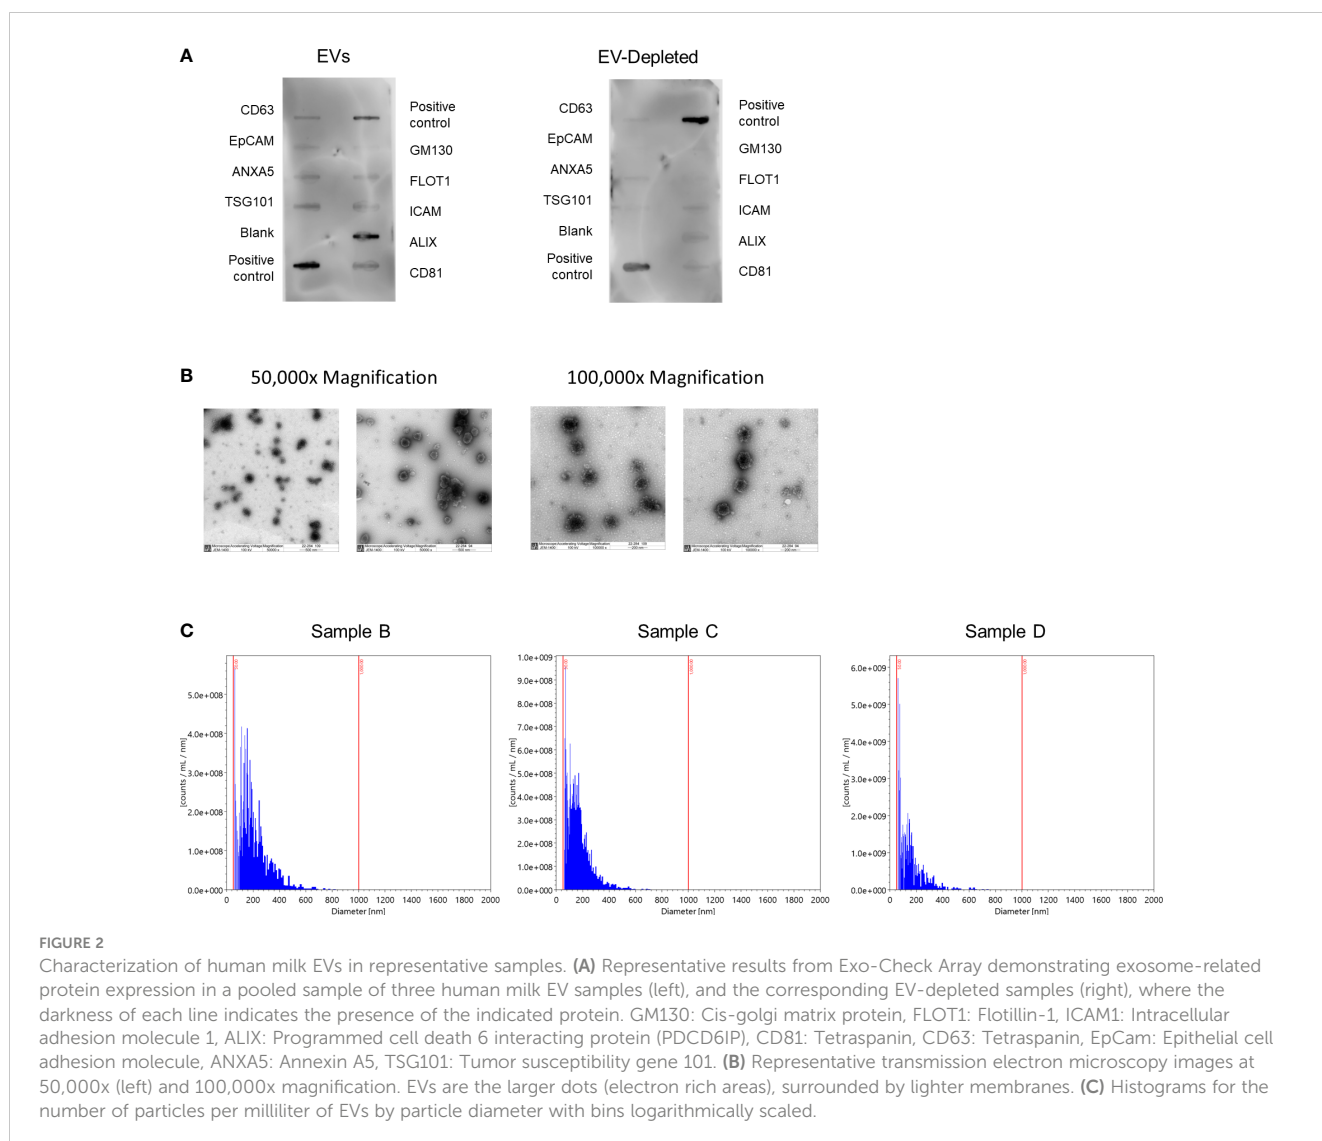 A
EVs
EV-Depleted
CD63
EpCAM
ANXA5
TSG101
Blank
Positive
control
Positive
control
GM130
FLOT1
ICAM
ALIX
CD81
CD63
EpCAM
ANXA5
TSG101
Blank
Positive
control
Positive
control
GM130
FLOT1
ICAM
ALIX
CD81
B
50,000x Magnification
100,000x Magnification
C
Sample B
Sample C
Sample D
[counts / mL / nm]
5.0e+008
4.0e+008
3.0e+008
2.0e+008
1.0e+008
0.0e+000
0 200 400 600 800 1000 1200 1400 1600 1800 2000
Diameter [nm]
[counts / mL / nm]
1.0e+009
9.0e+008
8.0e+008
7.0e+008
6.0e+008
5.0e+008
4.0e+008
3.0e+008
2.0e+008
1.0e+008
0.0e+000
0 200 400 600 800 1000 1200 1400 1600 1800 2000
Diameter [nm]
[counts / mL / nm]
6.0e+009
5.0e+009
4.0e+009
3.0e+009
2.0e+009
1.0e+009
0.0e+000
0 200 400 600 800 1000 1200 1400 1600 1800 2000
Diameter [nm]
FIGURE 2
Characterization of human milk EVs in representative samples. (A) Representative results from Exo-Check Array demonstrating exosome-related
protein expression in a pooled sample of three human milk EV samples (left), and the corresponding EV-depleted samples (right), where the
darkness of each line indicates the presence of the indicated protein. GM130: Cis-golgi matrix protein, FLOT1: Flotillin-1, ICAM1: Intracellular
adhesion molecule 1, ALIX: Programmed cell death 6 interacting protein (PDCD6IP), CD81: Tetraspanin, CD63: Tetraspanin, EpCam: Epithelial cell
adhesion molecule, ANXA5: Annexin A5, TSG101: Tumor susceptibility gene 101. (B) Representative transmission electron microscopy images at
50,000x (left) and 100,000x magnification. EVs are the larger dots (electron rich areas), surrounded by lighter membranes. (C) Histograms for the
number of particles per milliliter of EVs by particle diameter with bins logarithmically scaled.